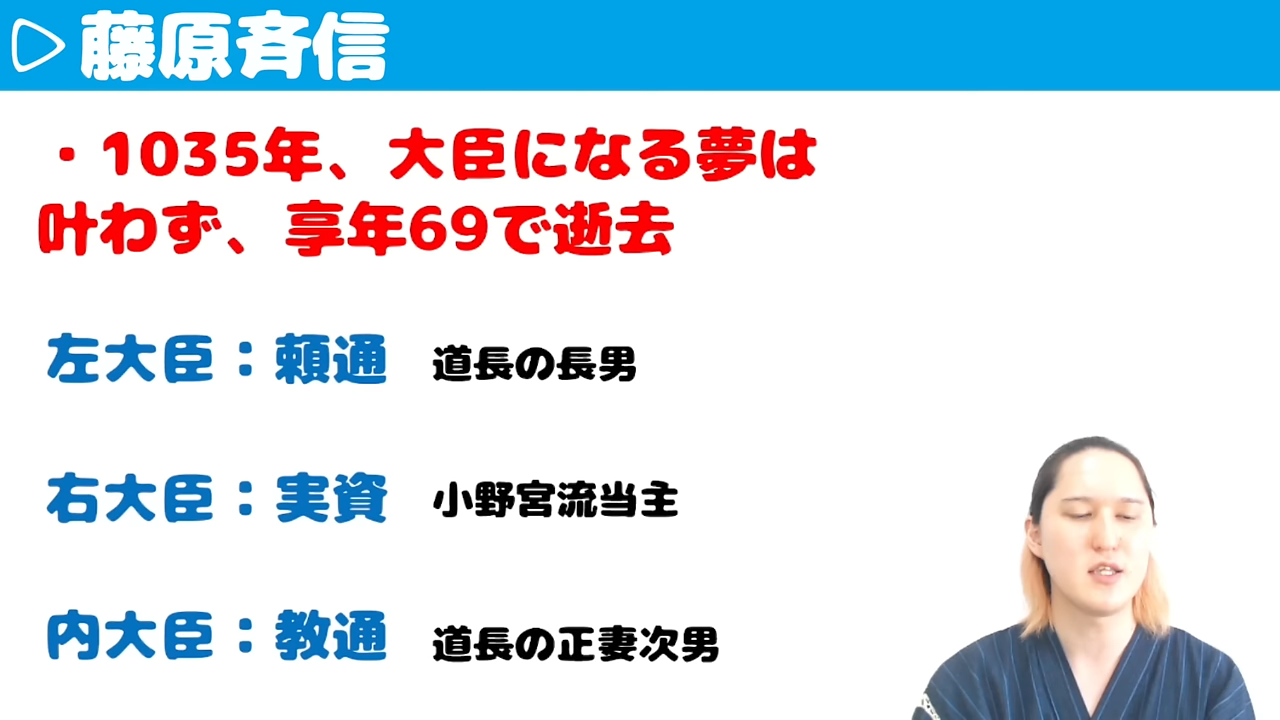 藤原斉信
・1035年、大臣になる夢は
叶わず、享年69で逝去
左大臣：頼通 道長の長男
右大臣：実資 小野宮流当主
内大臣：教通 道長の正妻次男